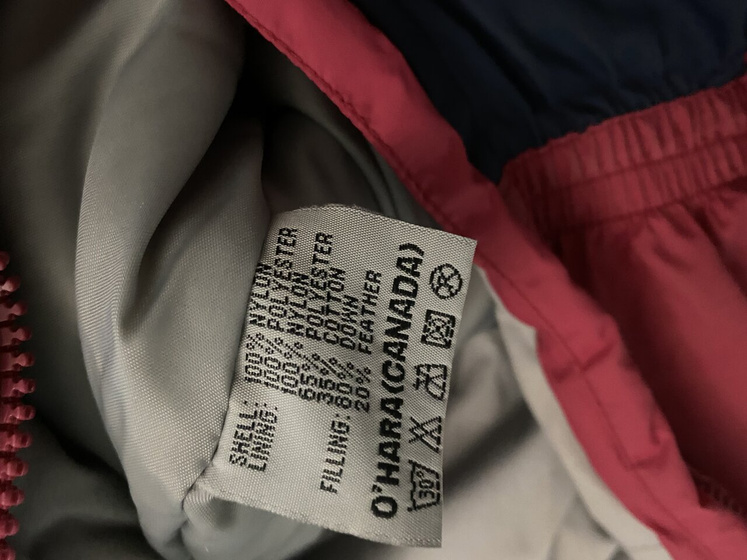 SHELL: 100% NYLON
LINING: 100% POLYESTER
100% NYLON
65% POLYESTER
35% COTTON
FILLING: 80% DOWN
20% FEATHER
O'HARA(CANADA)
30°